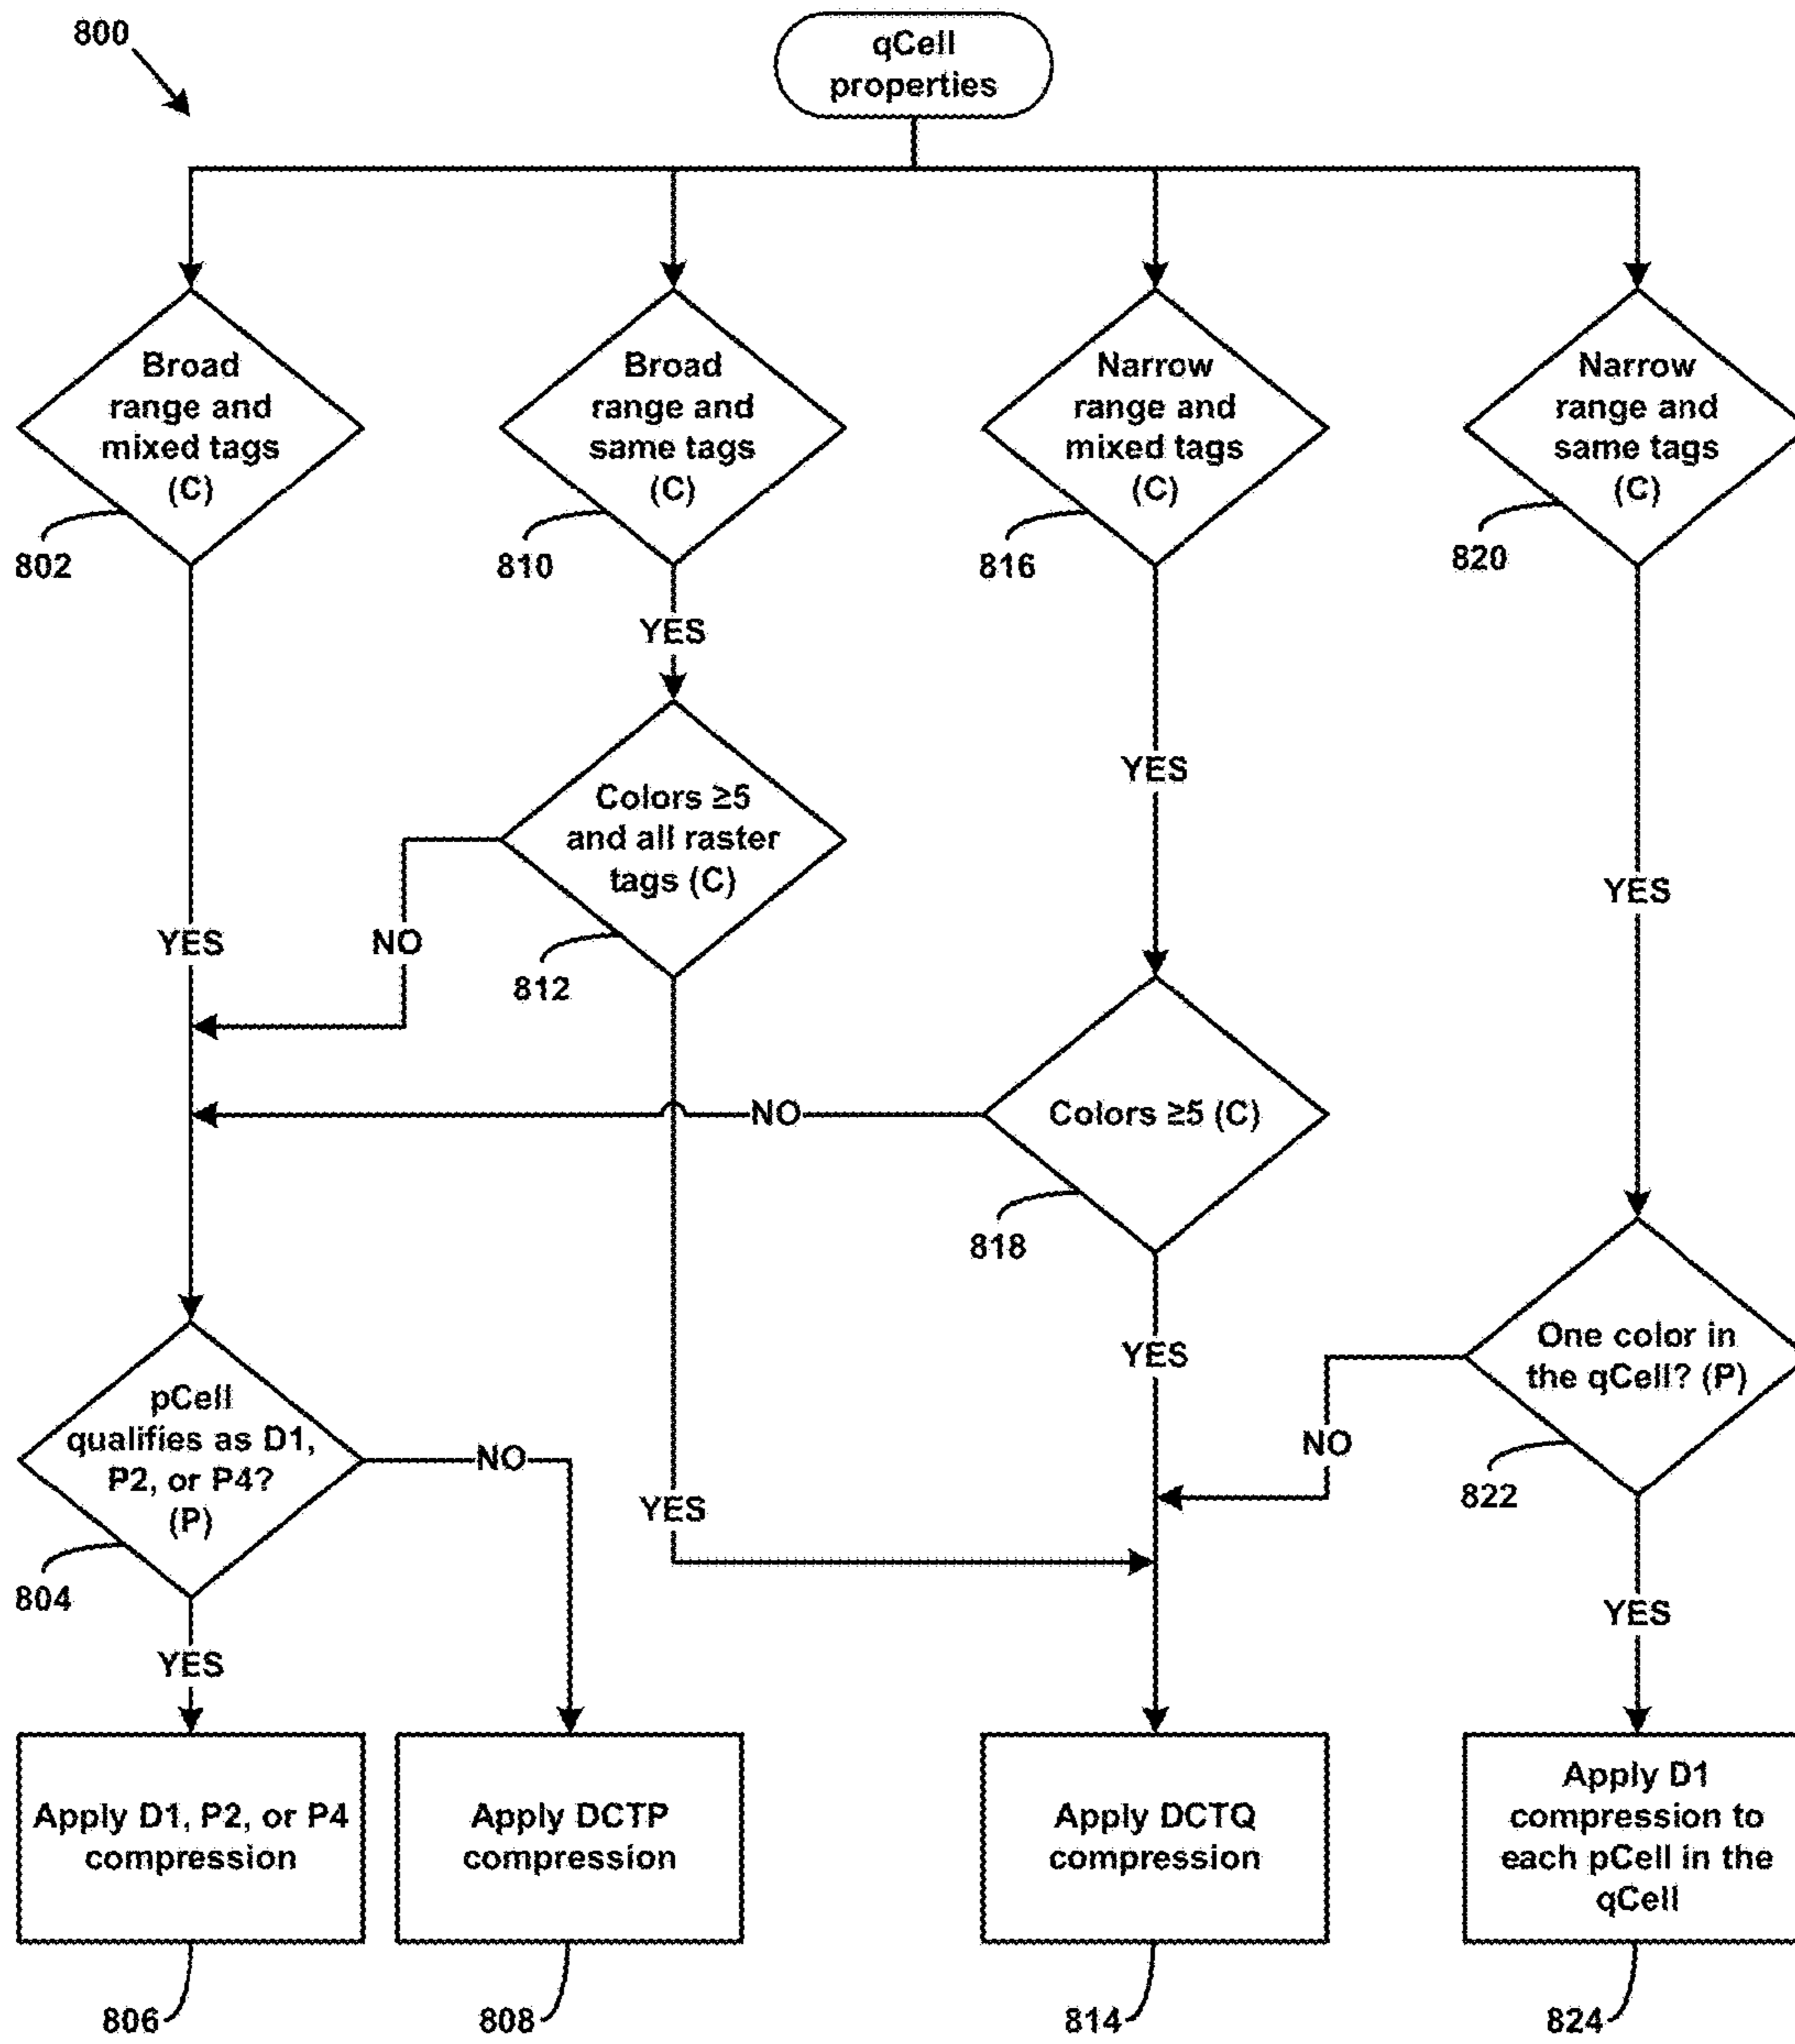 800
qCell
properties
Broad
range and
mixed tags
(C)
802
Broad
range and
same tags
(C)
810
Narrow
range and
mixed tags
(C)
816
Narrow
range and
same tags
(C)
820
YES
Colors ≥5
and all raster
tags (C)
812
YES
YES
YES
NO
NO
Colors ≥5 (C)
818
One color in
the qCell? (P)
822
pCell
qualifies as D1,
P2, or P4?
(P)
804
NO
YES
YES
NO
YES
YES
Apply D1, P2, or P4
compression
806
Apply DCTP
compression
808
Apply DCTQ
compression
814
Apply D1
compression to
each pCell in the
qCell
824